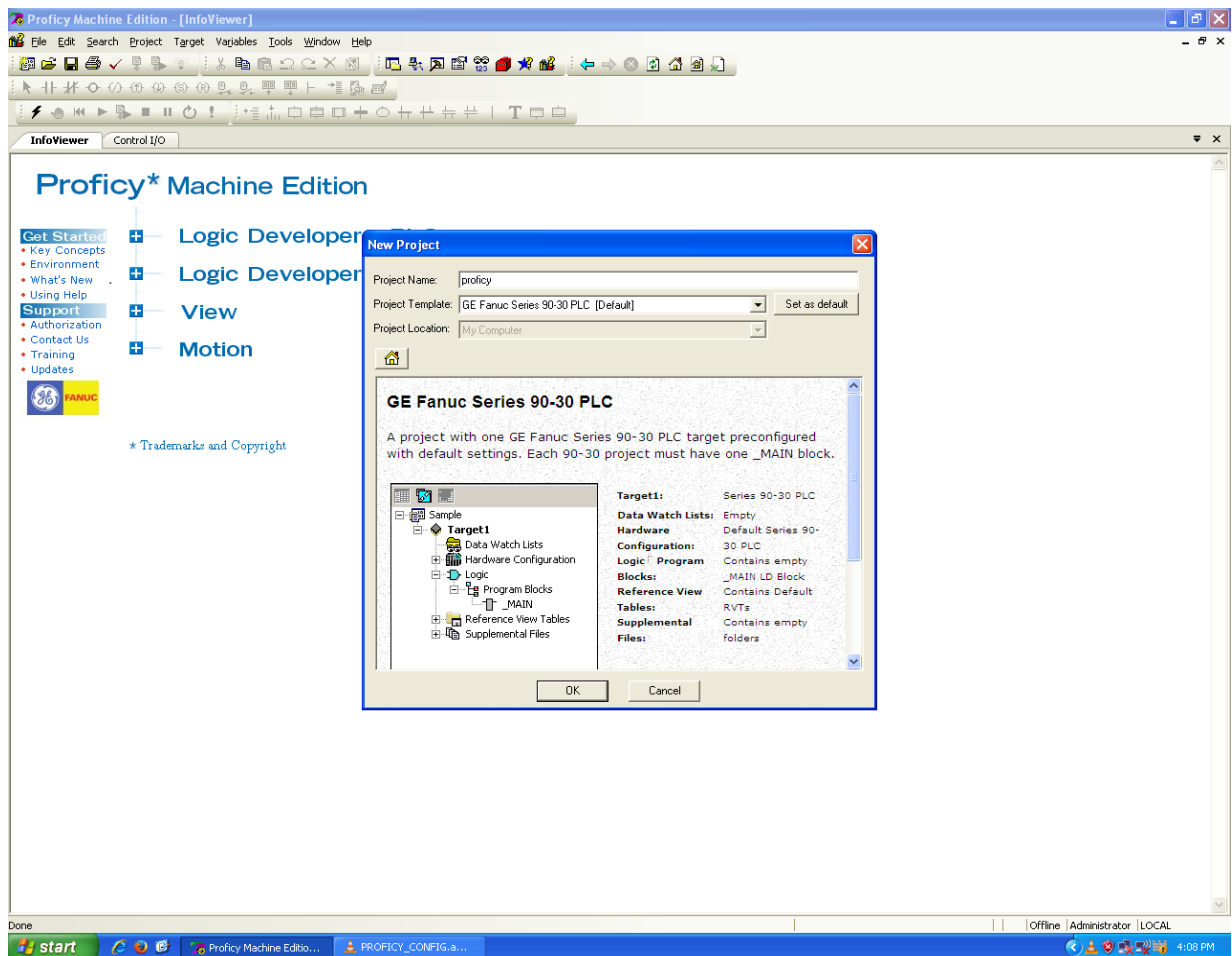 Proficy Machine Edition - [InfoViewer]
File Edit Search Project Target Variables Tools Window Help
InfoViewer Control I/O
Proficy* Machine Edition
Get Started
Key Concepts
Environment
What's New
Using Help
Support
Authorization
Contact Us
Training
Updates
FANUC
Logic Developer
Logic Developer
View
Motion
* Trademarks and Copyright
New Project
Project Name: proficy
Project Template: GE Fanuc Series 90-30 PLC [Default] Set as default
Project Location: My Computer
GE Fanuc Series 90-30 PLC
A project with one GE Fanuc Series 90-30 PLC target preconfigured
with default settings. Each 90-30 project must have one _MAIN block.
Sample
Target1
Data Watch Lists
Hardware Configuration
Logic
Program Blocks
_MAIN
Reference View Tables
Supplemental Files
Target1: Series 90-30 PLC
Data Watch Lists: Empty
Hardware Default Series 90-
Configuration: 30 PLC
Logic Program Contains empty
Blocks: _MAIN LD Block
Reference View Contains Default
Tables: RVTs
Supplemental Contains empty
Files: folders
OK Cancel
Done Offline Administrator LOCAL
start Proficy Machine Editio... PROFICY_CONFIG.a... 4:08 PM